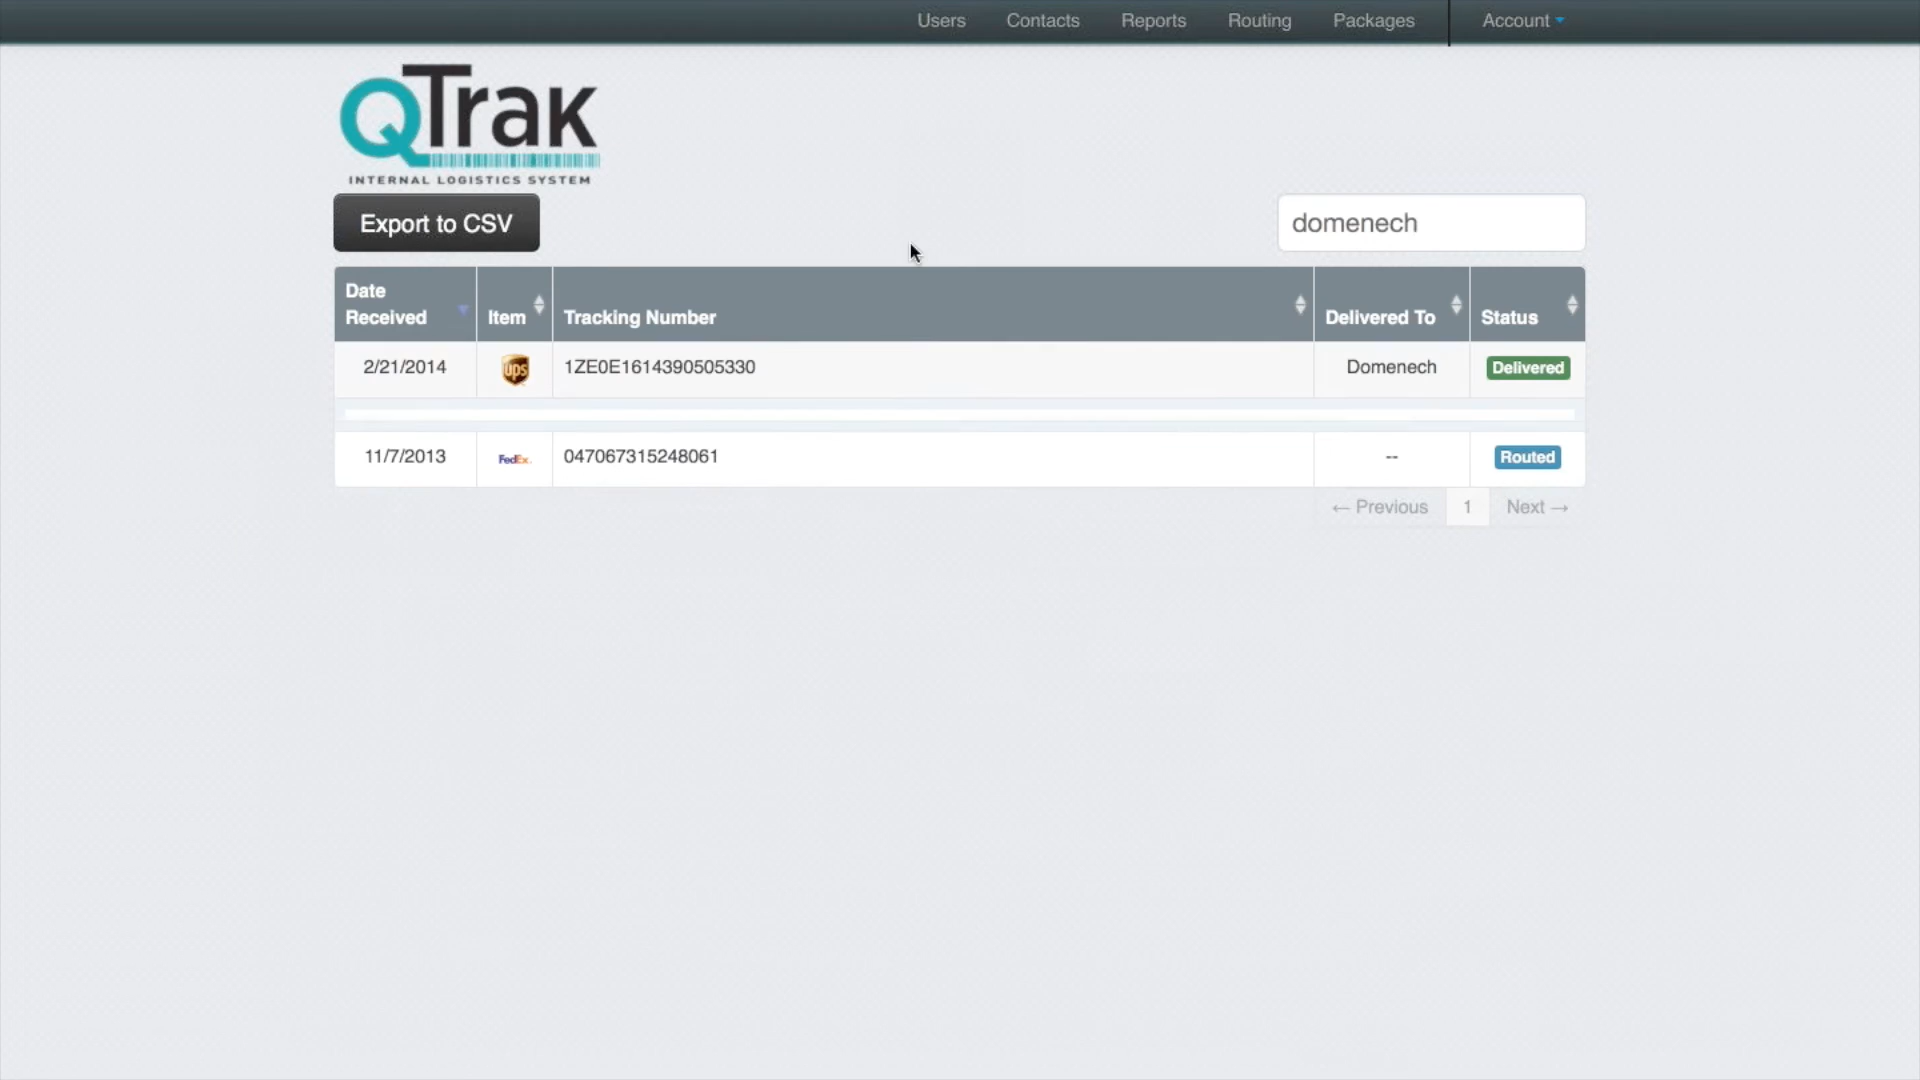 Users Contacts Reports Routing Packages Account
QTrak
INTERNAL LOGISTICS SYSTEM
Export to CSV
domenech
Date Received Item Tracking Number Delivered To Status
2/21/2014 ups 1ZE0E1614390505330 Domenech Delivered
11/7/2013 FedEx 047067315248061 -- Routed
← Previous 1 Next →